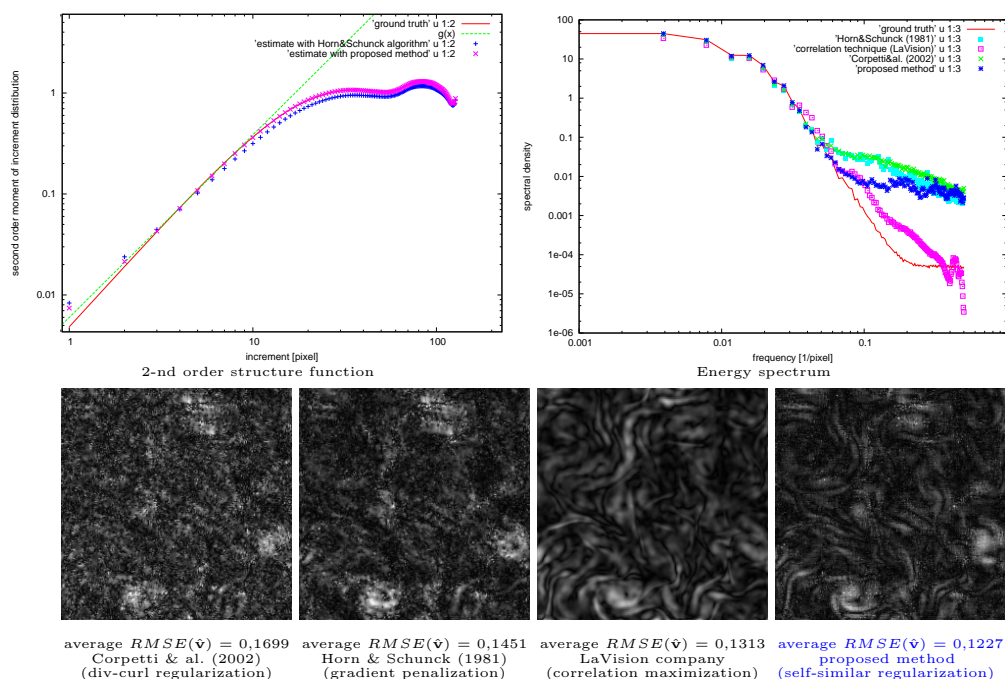 'ground truth' u 1:2
g(x)
'estimate with Horn&Schunck algorithm' u 1:2
'estimate with proposed method' u 1:2
second order moment of increment distribution
1
0.1
0.01
1 10 100
increment [pixel]
2-nd order structure function
'ground truth' u 1:3
'Horn&Schunck (1981)' u 1:3
'correlation technique (LaVision)' u 1:3
'Corpetti&al. (2002)' u 1:3
'proposed method' u 1:3
spectral density
100
10
1
0.1
0.01
0.001
1e-04
1e-05
1e-06
0.001 0.01 0.1
frequency [1/pixel]
Energy spectrum
average RMSE(v̂) = 0,1699
Corpetti & al. (2002)
(div-curl regularization)
average RMSE(v̂) = 0,1451
Horn & Schunck (1981)
(gradient penalization)
average RMSE(v̂) = 0,1313
LaVision company
(correlation maximization)
average RMSE(v̂) = 0,1227
proposed method
(self-similar regularization)